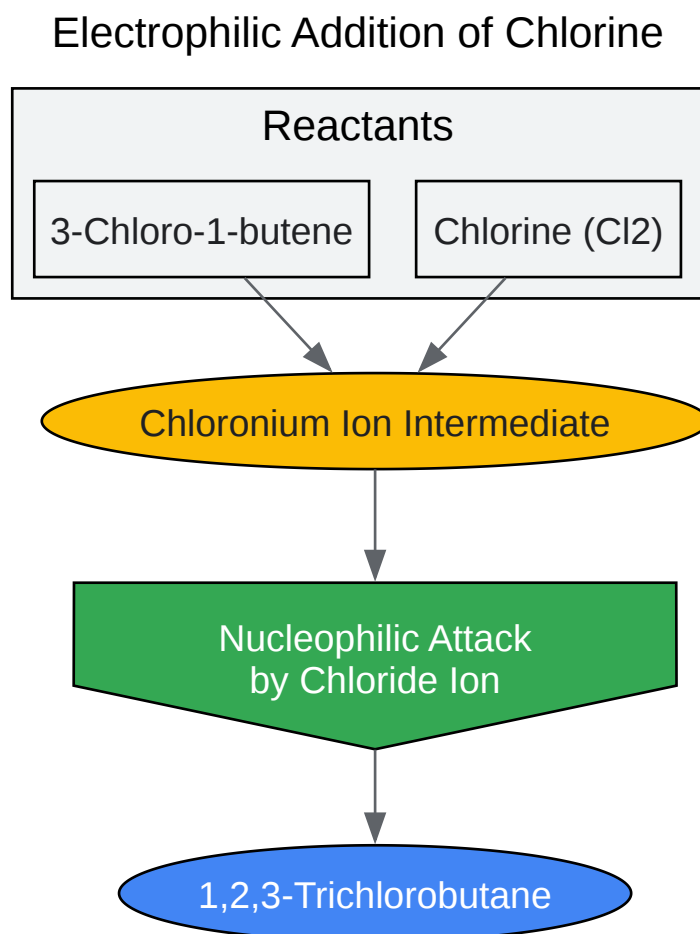 Electrophilic Addition of Chlorine
Reactants
3-Chloro-1-butene
Chlorine (Cl2)
Chloronium Ion Intermediate
Nucleophilic Attack
by Chloride Ion
1,2,3-Trichlorobutane